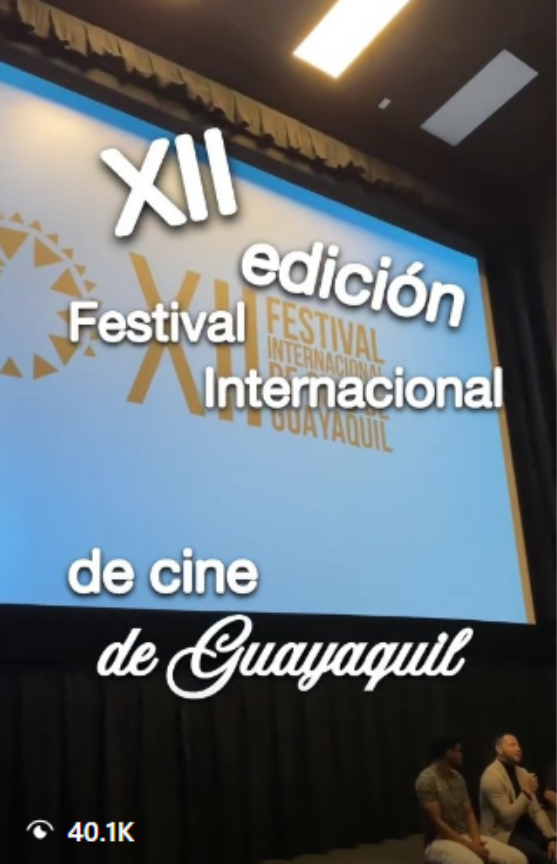 XII
edición
Festival
Internacional
de cine
de Guayaquil
XII
FESTIVAL
INTERNACIONAL
GUAYAQUIL
40.1K